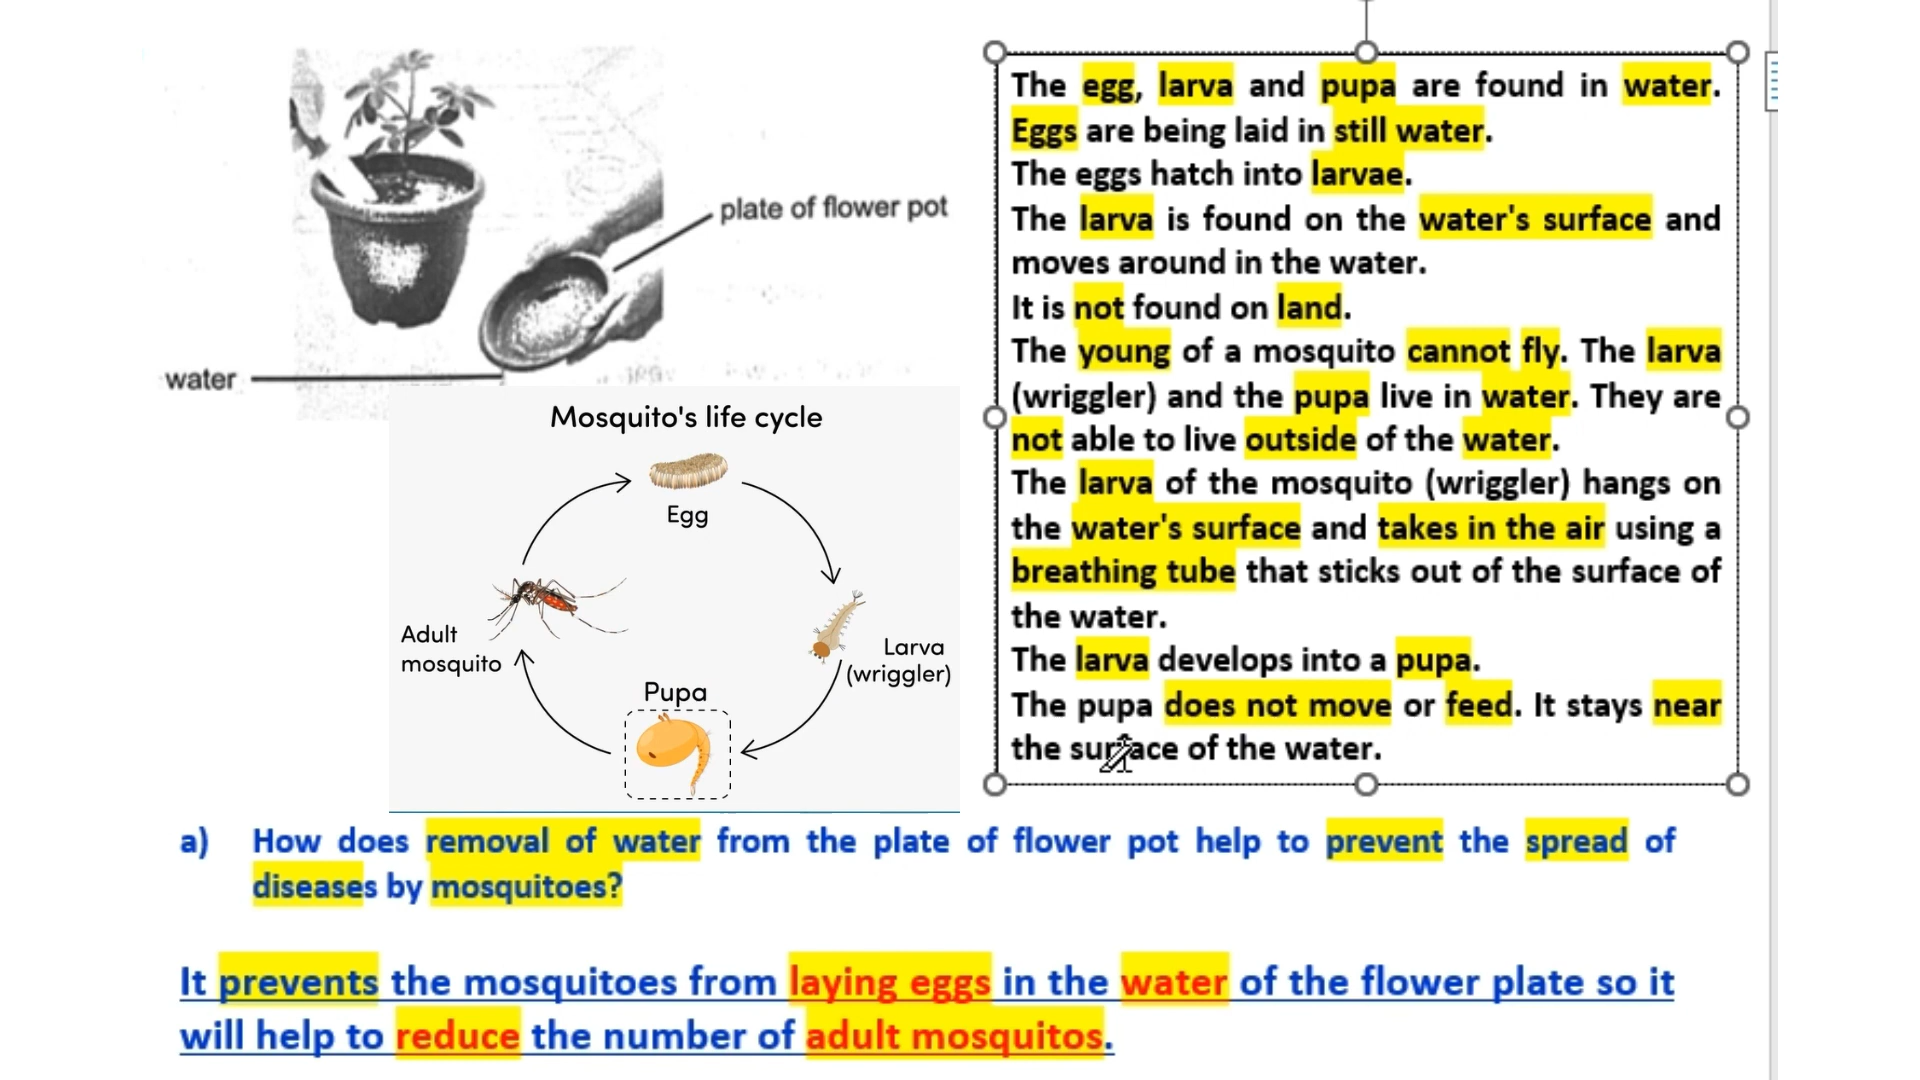 plate of flower pot
water
Mosquito's life cycle
Egg
Adult
mosquito
Larva
(wriggler)
Pupa
The egg, larva and pupa are found in water.
Eggs are being laid in still water.
The eggs hatch into larvae.
The larva is found on the water's surface and
moves around in the water.
It is not found on land.
The young of a mosquito cannot fly. The larva
(wriggler) and the pupa live in water. They are
not able to live outside of the water.
The larva of the mosquito (wriggler) hangs on
the water's surface and takes in the air using a
breathing tube that sticks out of the surface of
the water.
The larva develops into a pupa.
The pupa does not move or feed. It stays near
the surface of the water.
a) How does removal of water from the plate of flower pot help to prevent the spread of
diseases by mosquitoes?
It prevents the mosquitoes from laying eggs in the water of the flower plate so it
will help to reduce the number of adult mosquitos.